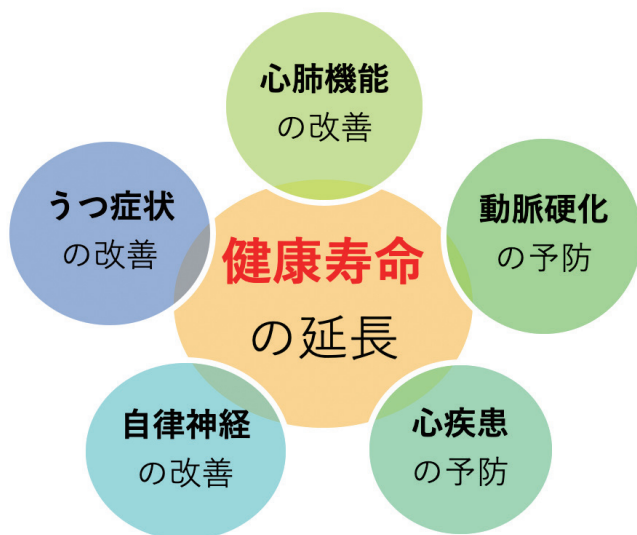 心肺機能
の改善
動脈硬化
の予防
心疾患
の予防
自律神経
の改善
うつ症状
の改善
健康寿命
の延長